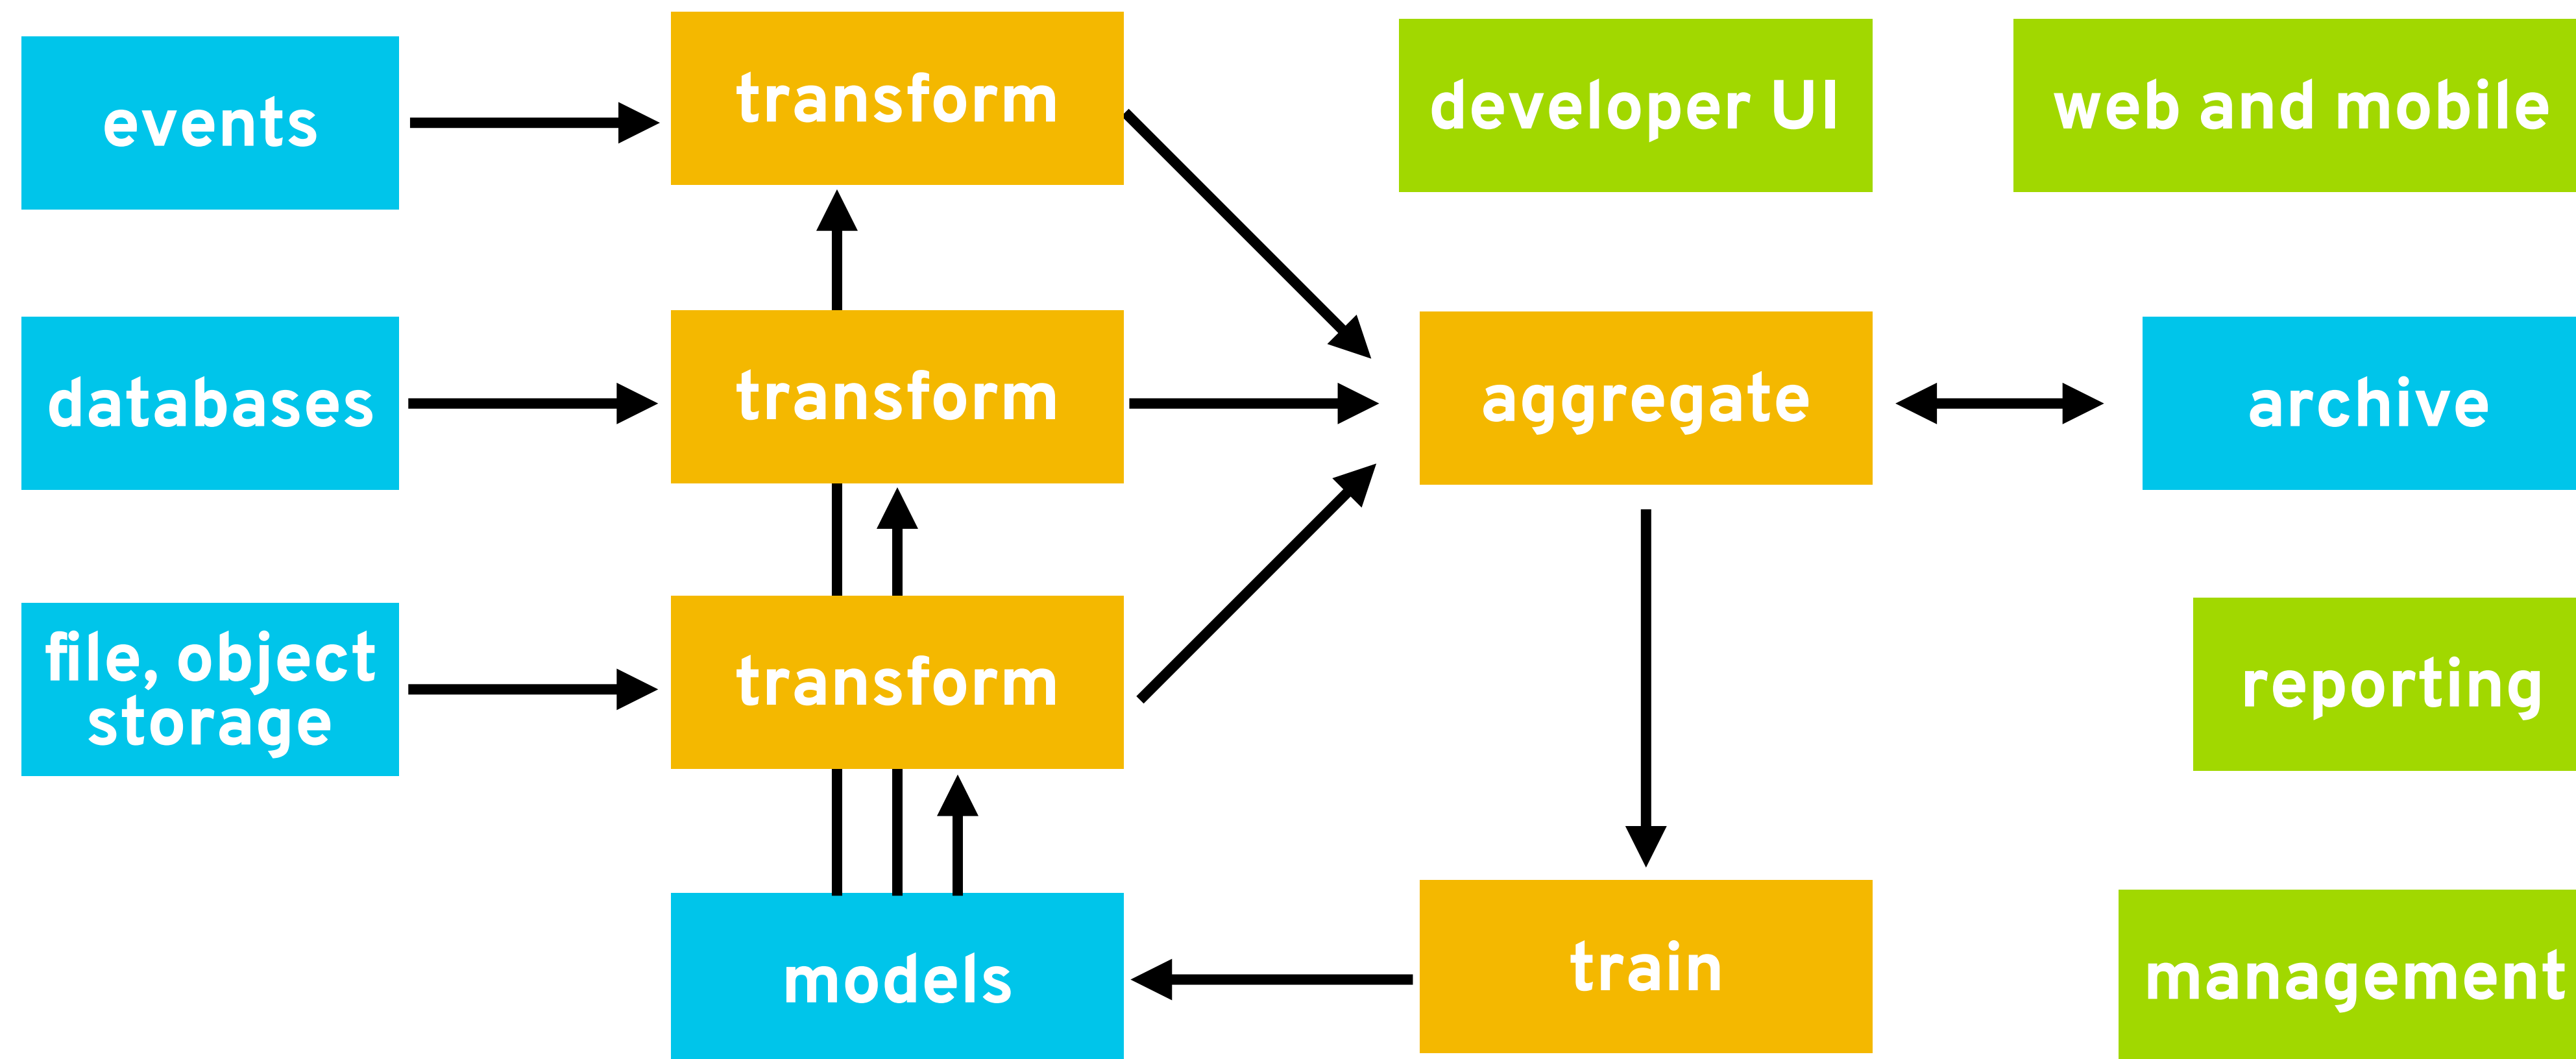 events
transform
developer UI
web and mobile
databases
transform
aggregate
archive
file, object
storage
transform
reporting
models
train
management